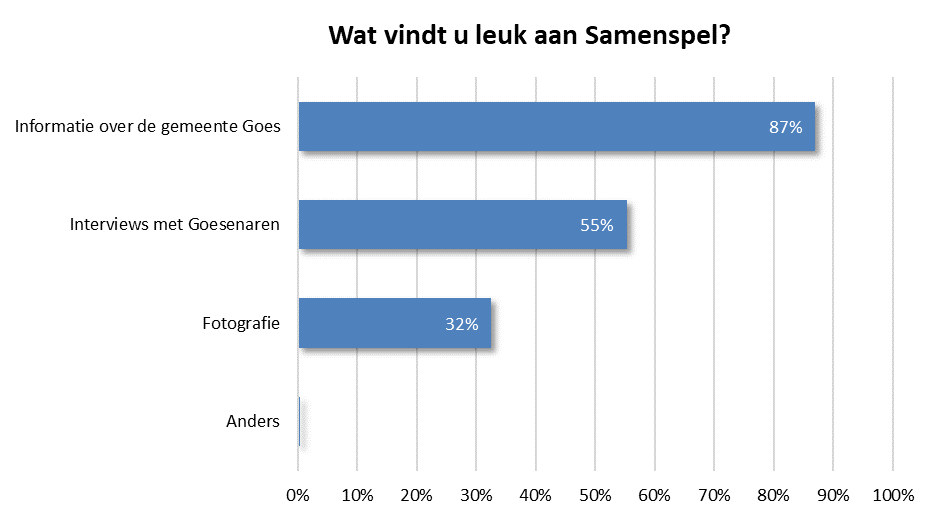 Wat vindt u leuk aan Samenspel?
Informatie over de gemeente Goes
87%
Interviews met Goesenaren
55%
Fotografie
32%
Anders
0% 10% 20% 30% 40% 50% 60% 70% 80% 90% 100%